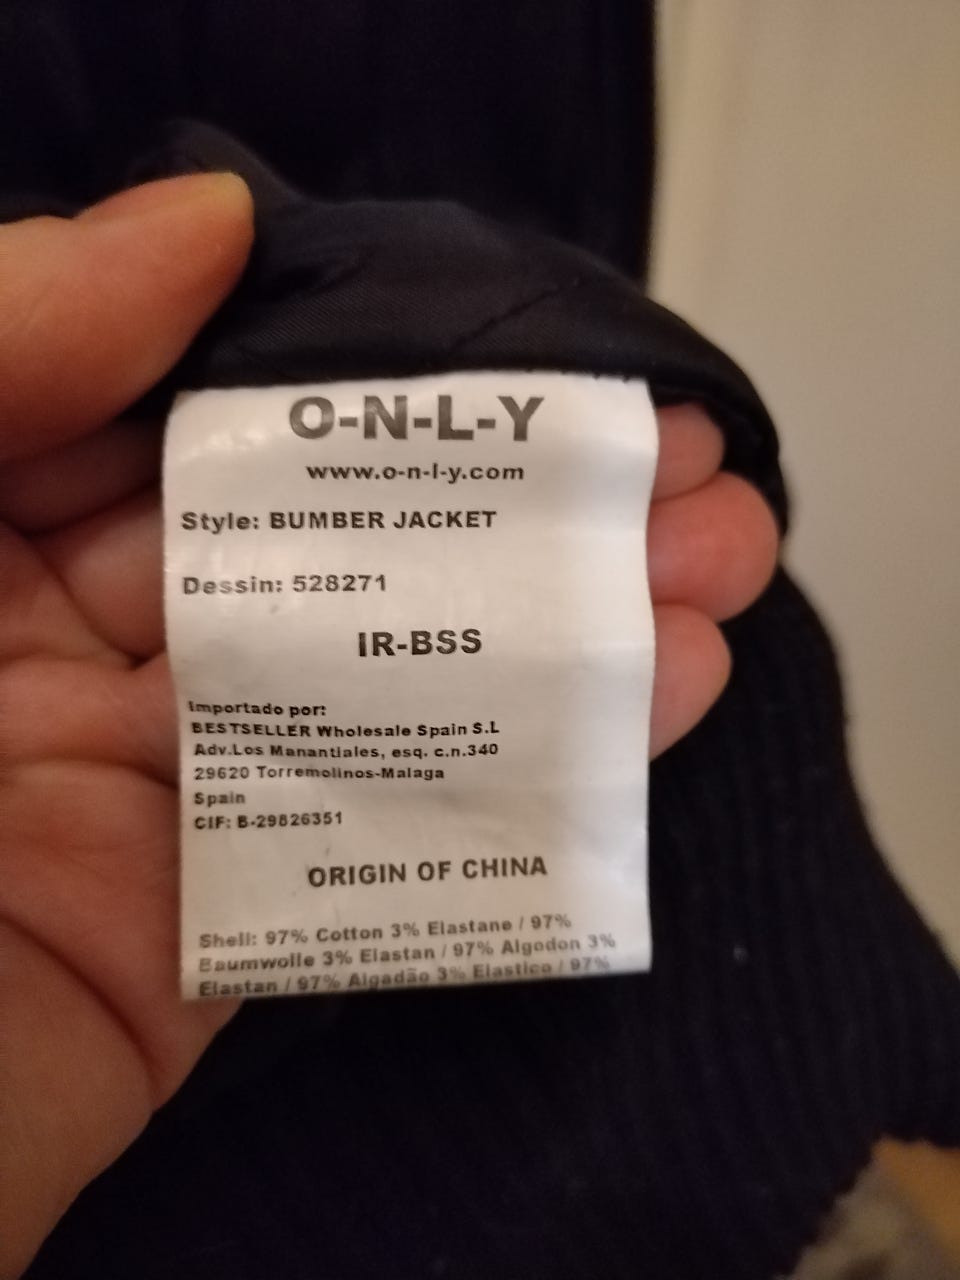 O-N-L-Y
www.o-n-l-y.com
Style: BUMBER JACKET
Dessin: 528271
IR-BSS
Importado por:
BESTSELLER Wholesale Spain S.L
Adv.Los Manantiales, esq. c.n.340
29620 Torremolinos-Malaga
Spain
CIF: B-29826351
ORIGIN OF CHINA
Shell: 97% Cotton 3% Elastane / 97%
Baumwolle 3% Elastan / 97% Algodon 3%
Elastan / 97% Algadão 3% Elastico / 97%